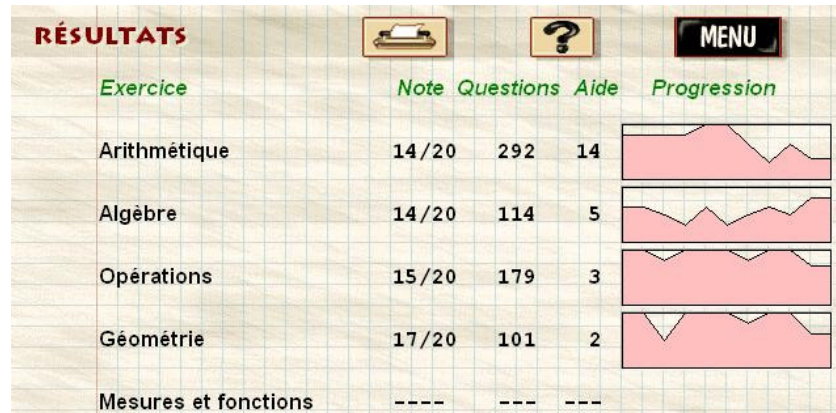 RÉSULTATS ? MENU
Exercice Note Questions Aide Progression
Arithmétique 14/20 292 14
Algèbre 14/20 114 5
Opérations 15/20 179 3
Géométrie 17/20 101 2
Mesures et fonctions ---- --- ---